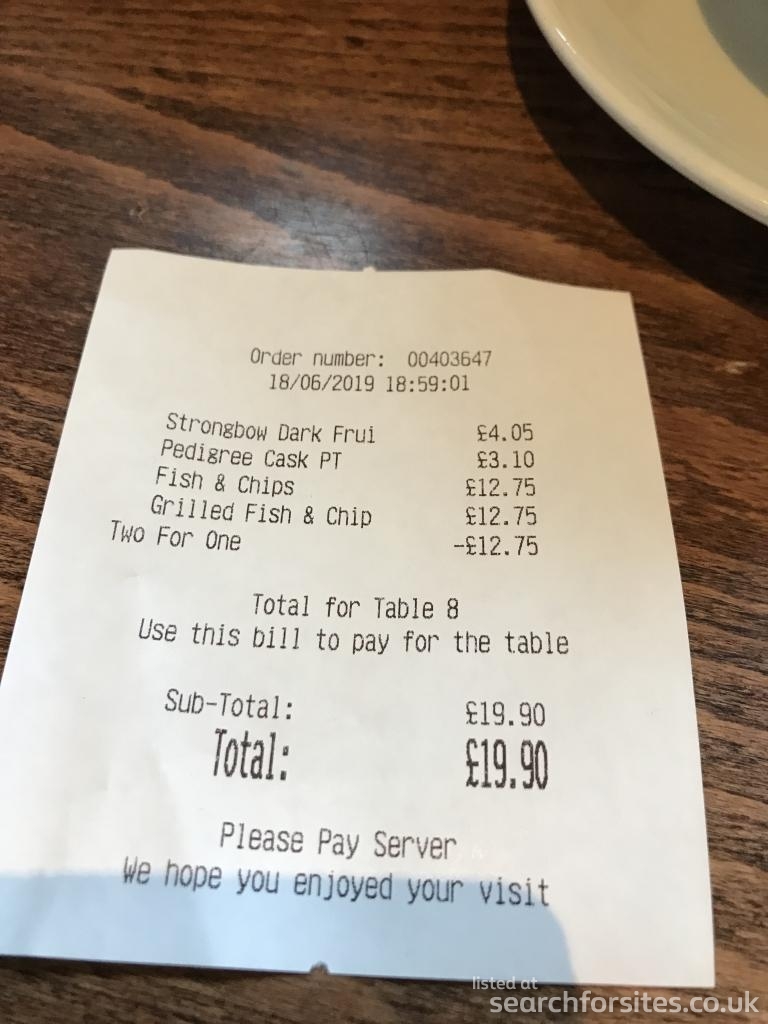 Order number: 00403647
18/06/2019 18:59:01
Strongbow Dark Frui £4.05
Pedigree Cask PT £3.10
Fish & Chips £12.75
Grilled Fish & Chip £12.75
Two For One -£12.75
Total for Table 8
Use this bill to pay for the table
Sub-Total: £19.90
Total: £19.90
Please Pay Server
We hope you enjoyed your visit
listed at
searchforsites.co.uk